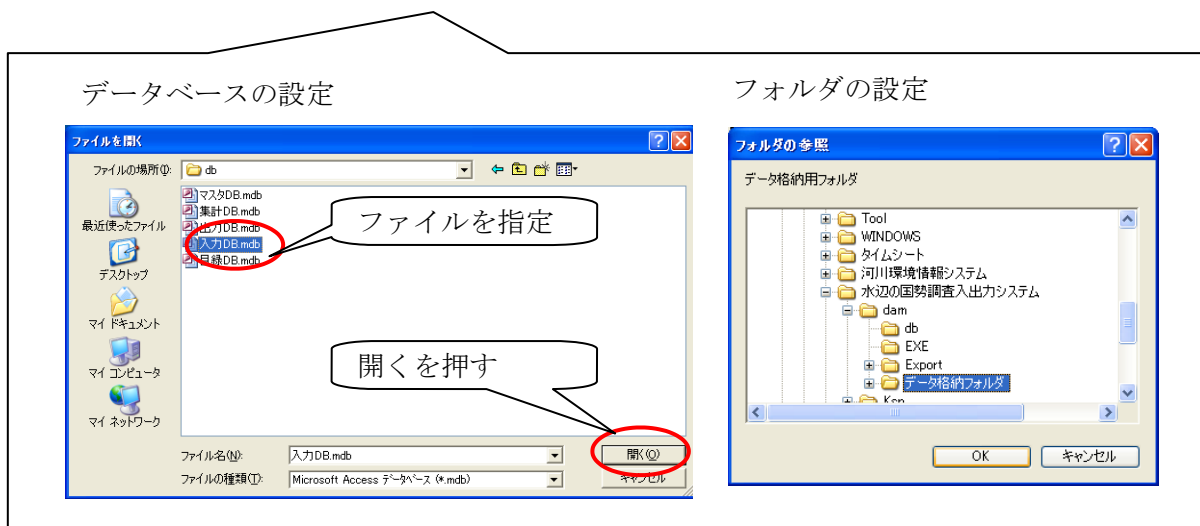 データベースの設定
ファイルを開く
ファイルの場所(I):
db
最近使ったファイル
デスクトップ
マイ ドキュメント
マイ コンピュータ
マイ ネットワーク
マスタDB.mdb
集計DB.mdb
出力DB.mdb
入力DB.mdb
目録DB.mdb
ファイルを指定
開くを押す
ファイル名(N):
入力DB.mdb
開く(O)
ファイルの種類(T):
Microsoft Access データベース (*.mdb)
キャンセル
フォルダの設定
フォルダの参照
データ格納用フォルダ
Tool
WINDOWS
タイムシート
河川環境情報システム
水辺の国勢調査入出力システム
dam
db
EXE
Export
データ格納フォルダ
OK
キャンセル